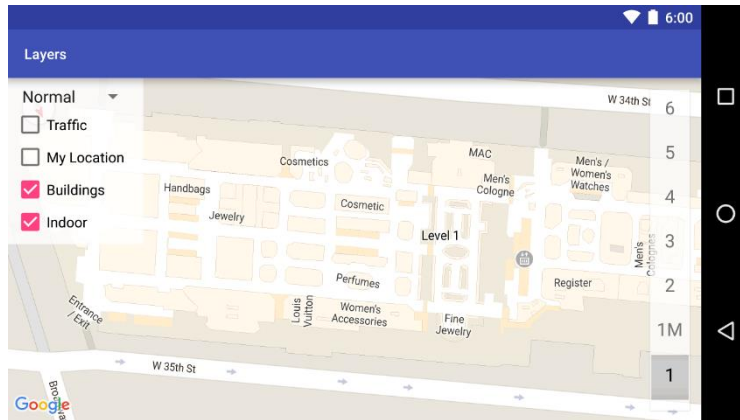 6:00
Layers
Normal
Traffic
My Location
Buildings
Indoor
W 34th St
6
5
4
3
2
1M
1
MAC
Cosmetics
Men's /
Women's
Watches
Men's
Cologne
Handbags
Cosmetic
Jewelry
Level 1
Men's
Colognes
Perfumes
Register
Entrance
/ Exit
Louis
Vuitton
Women's
Accessories
Fine
Jewelry
W 35th St
Google